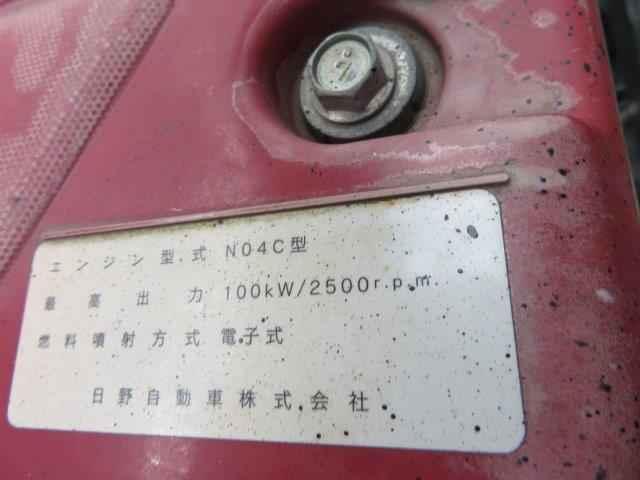 エンジン型式 N04C型
最高出力 100kW/2500r.p.m.
燃料噴射方式 電子式
日野自動車株式会社